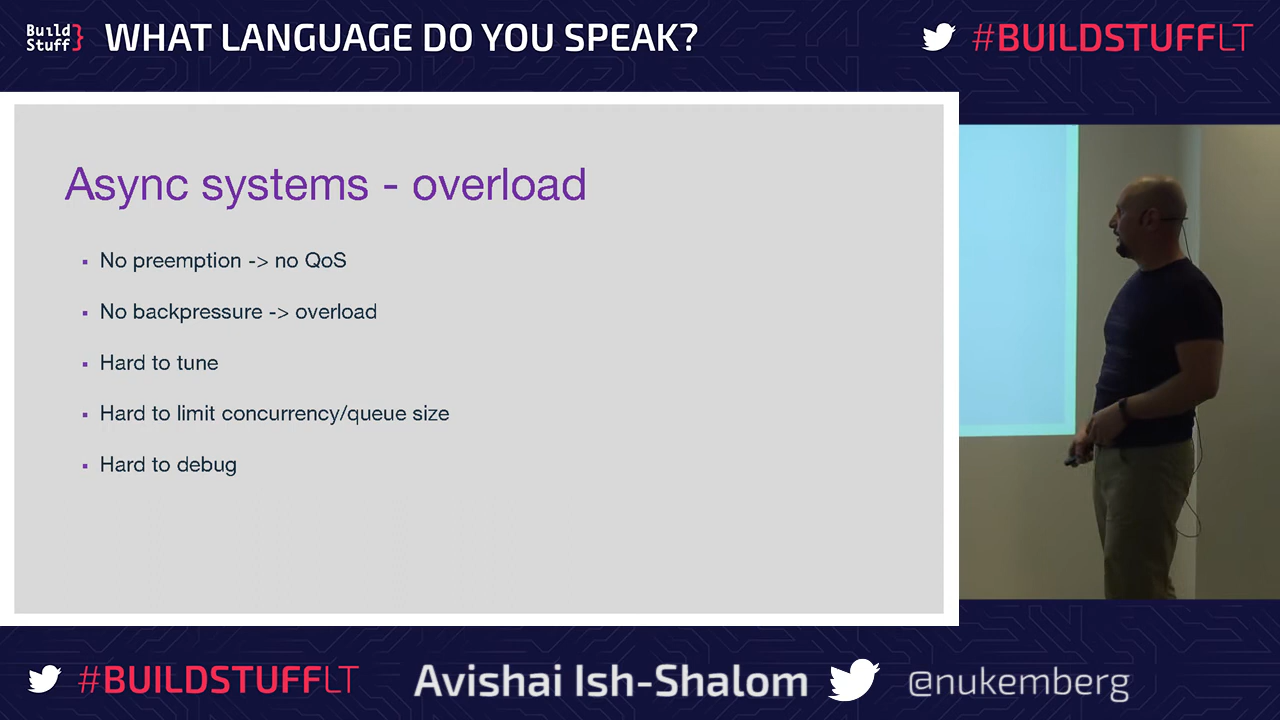 Build
Stuff}
WHAT LANGUAGE DO YOU SPEAK?
#BUILDSTUFFLT
Async systems - overload
▪ No preemption -> no QoS
▪ No backpressure -> overload
▪ Hard to tune
▪ Hard to limit concurrency/queue size
▪ Hard to debug
#BUILDSTUFFLT
Avishai Ish-Shalom
@nukemberg